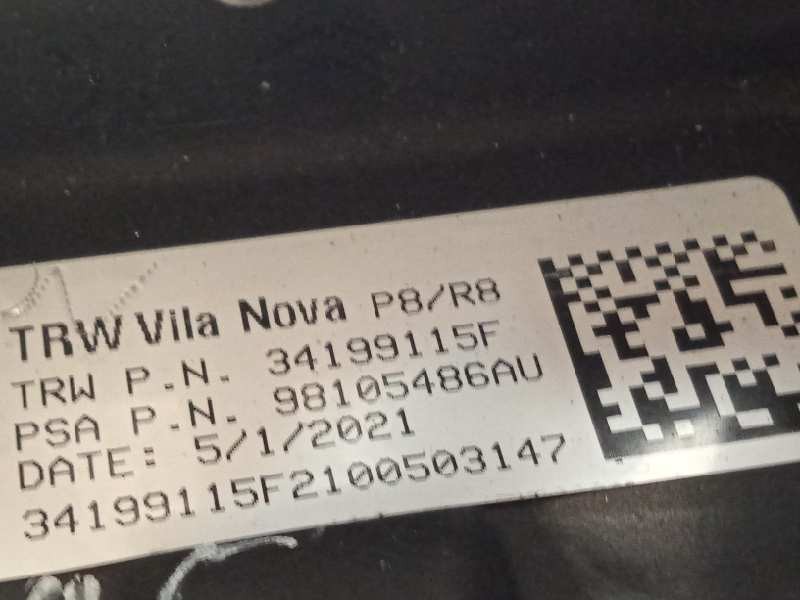 TRW Vila Nova P8/R8
TRW P.N. 34199115F
PSA P.N. 98105486AU
DATE: 5/1/2021
34199115F2100503147